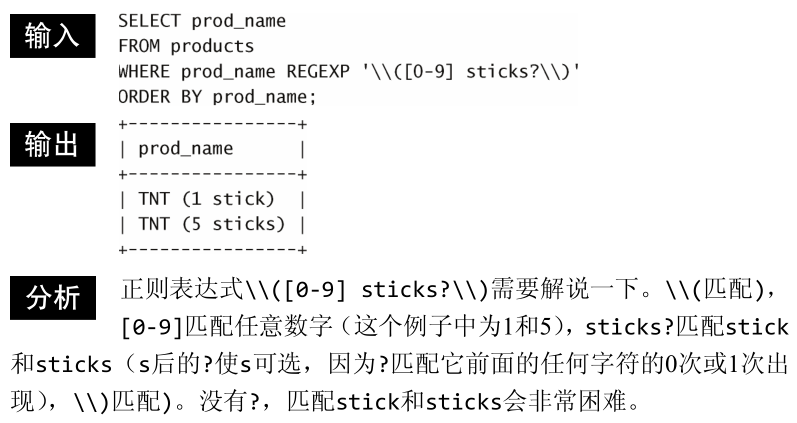 输入
SELECT prod_name
FROM products
WHERE prod_name REGEXP '\\([0-9] sticks?\\)'
ORDER BY prod_name;
输出
+----------------+
| prod_name      |
+----------------+
| TNT (1 stick)  |
| TNT (5 sticks) |
+----------------+
分析 正则表达式\\([0-9] sticks?\\)需要解说一下。\\(匹配)，
[0-9]匹配任意数字（这个例子中为1和5），sticks?匹配stick
和sticks（s后的?使s可选，因为?匹配它前面的任何字符的0次或1次出
现），\\)匹配)。没有?，匹配stick和sticks会非常困难。